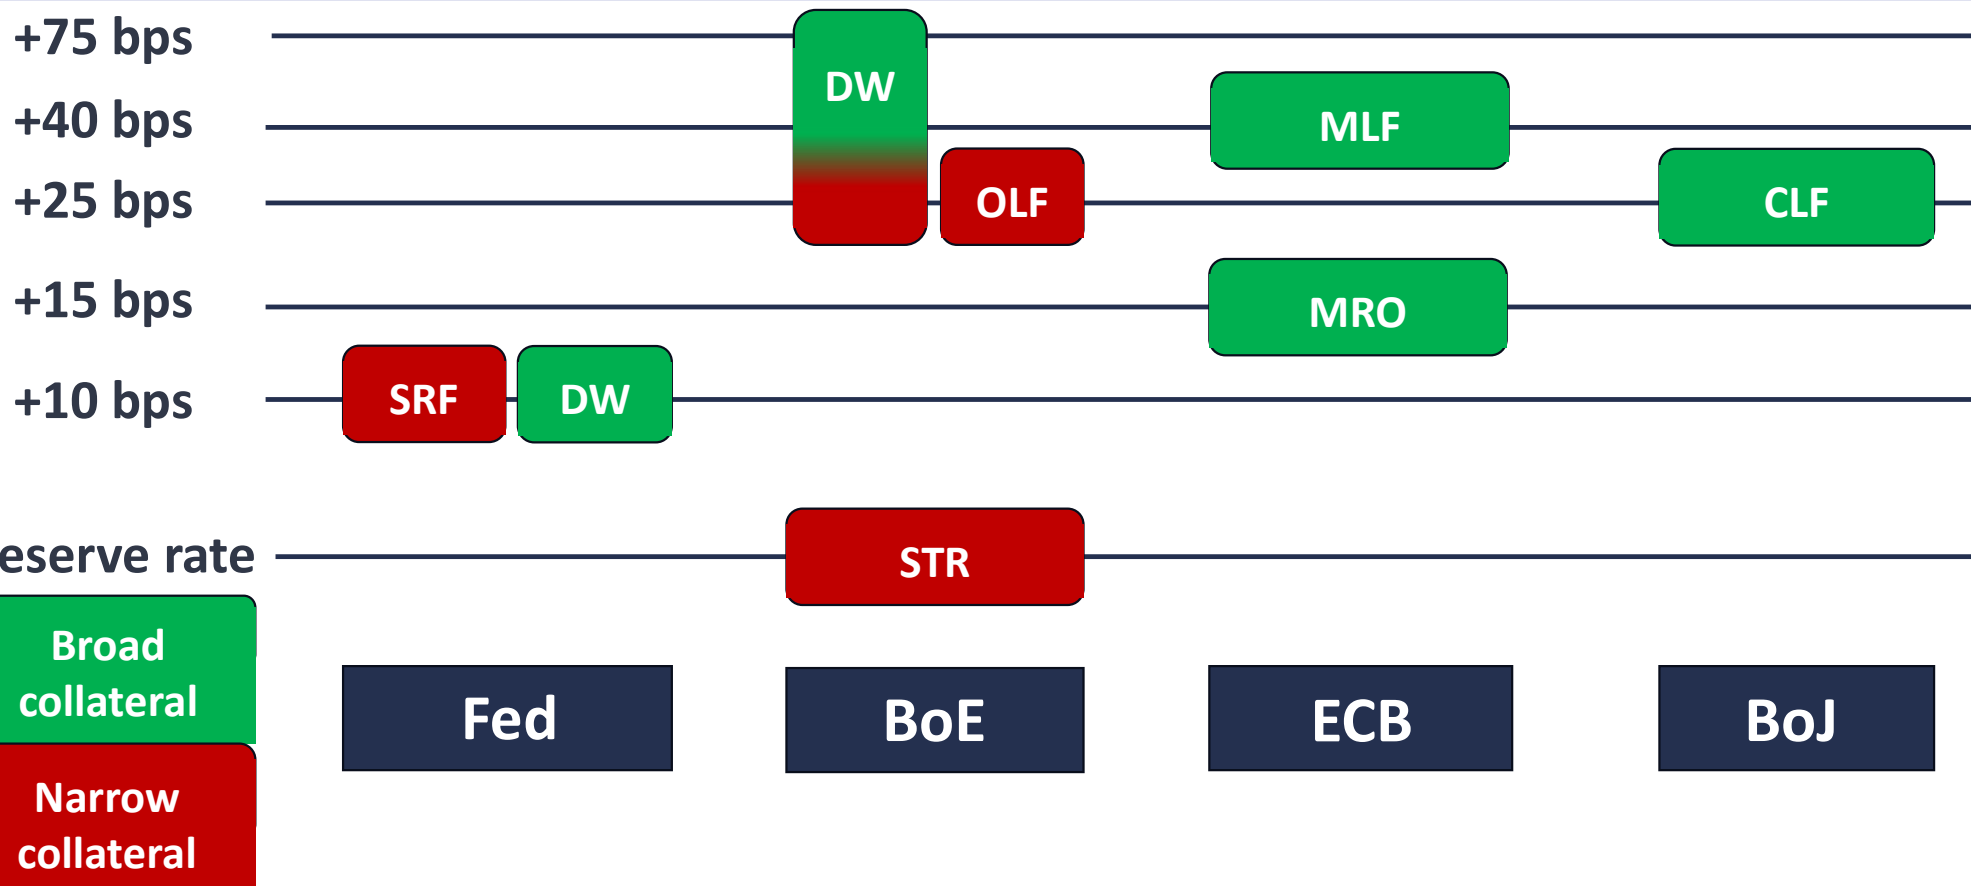 +75 bps
DW
+40 bps
MLF
+25 bps
OLF
CLF
+15 bps
MRO
+10 bps
SRF
DW
eserve rate
STR
Broad
collateral
Narrow
collateral
Fed
BoE
ECB
BoJ